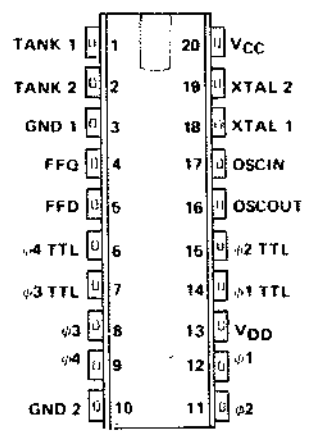 TANK 1 1 20 VCC
TANK 2 2 19 XTAL 2
GND 1 3 18 XTAL 1
FFQ 4 17 OSCIN
FFD 5 16 OSCOUT
φ4 TTL 6 15 φ2 TTL
φ3 TTL 7 14 φ1 TTL
φ3 8 13 VDD
φ4 9 12 φ1
GND 2 10 11 φ2